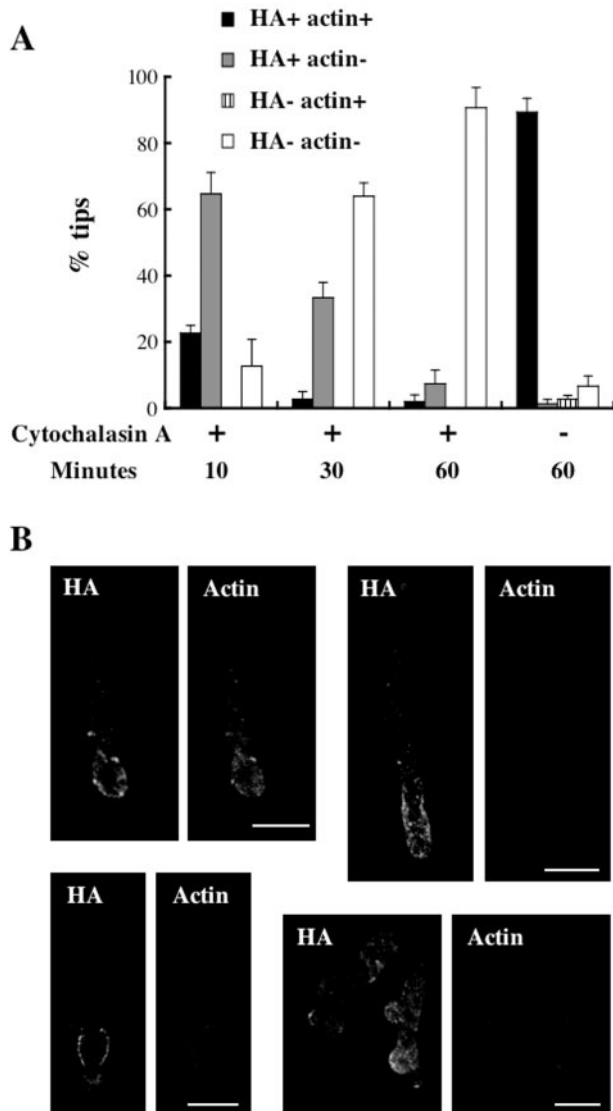 A
HA+ actin+
HA+ actin-
HA- actin+
HA- actin-
% tips
100
80
60
40
20
0
Cytochalasin A + + + -
Minutes 10 30 60 60
B
HA Actin HA Actin
HA Actin HA Actin